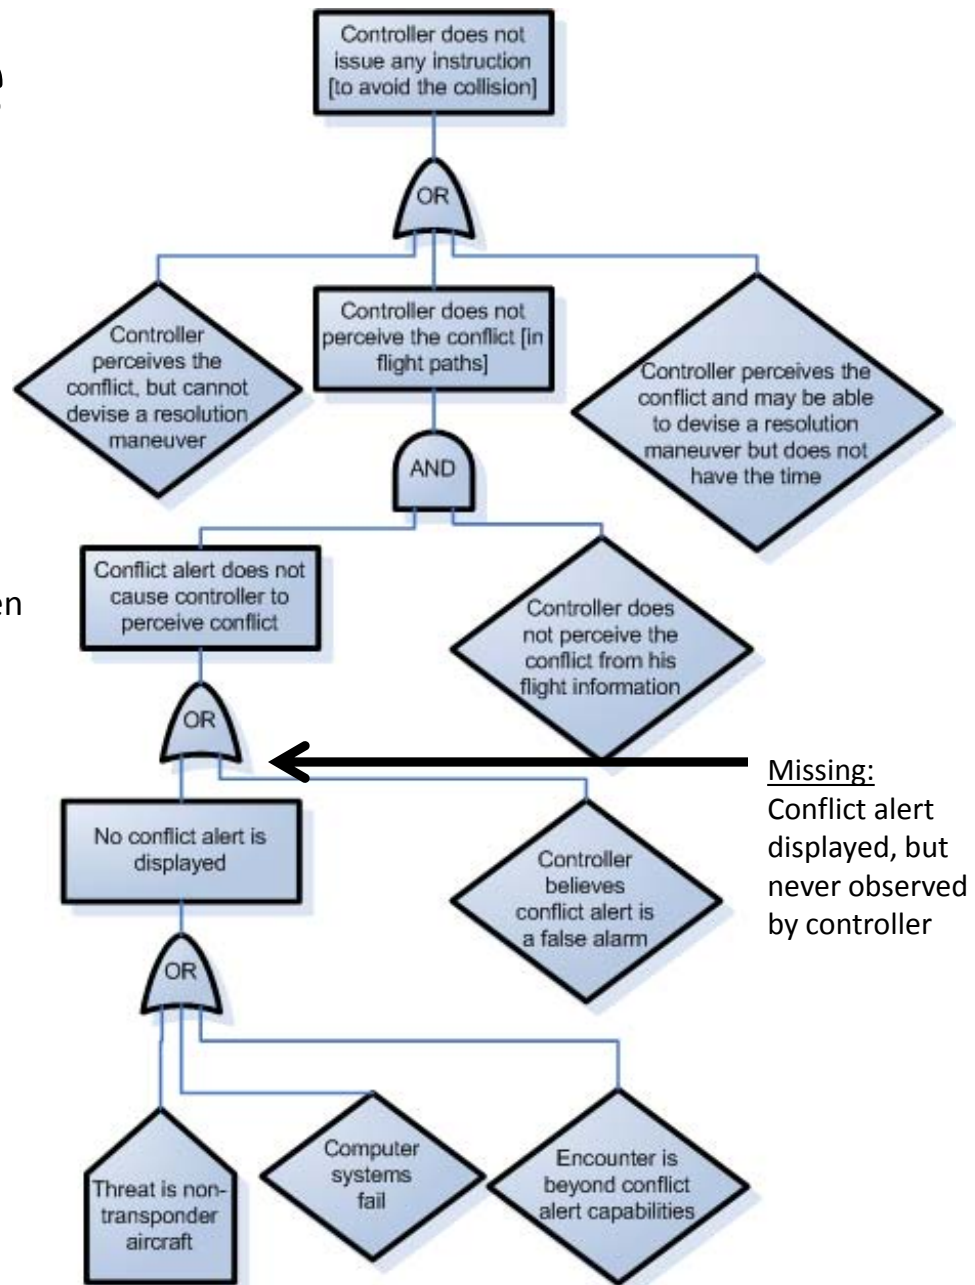 Controller does not
issue any instruction
[to avoid the collision]
OR
Controller
perceives the
conflict, but cannot
devise a resolution
maneuver
Controller does not
perceive the conflict [in
flight paths]
Controller perceives the
conflict and may be able
to devise a resolution
maneuver but does not
have the time
AND
Conflict alert does not
cause controller to
perceive conflict
Controller does
not perceive the
conflict from his
flight information
OR
No conflict alert is
displayed
Controller
believes
conflict alert is
a false alarm
Missing:
Conflict alert
displayed, but
never observed
by controller
OR
Threat is non-
transponder
aircraft
Computer
systems
fail
Encounter is
beyond conflict
alert capabilities